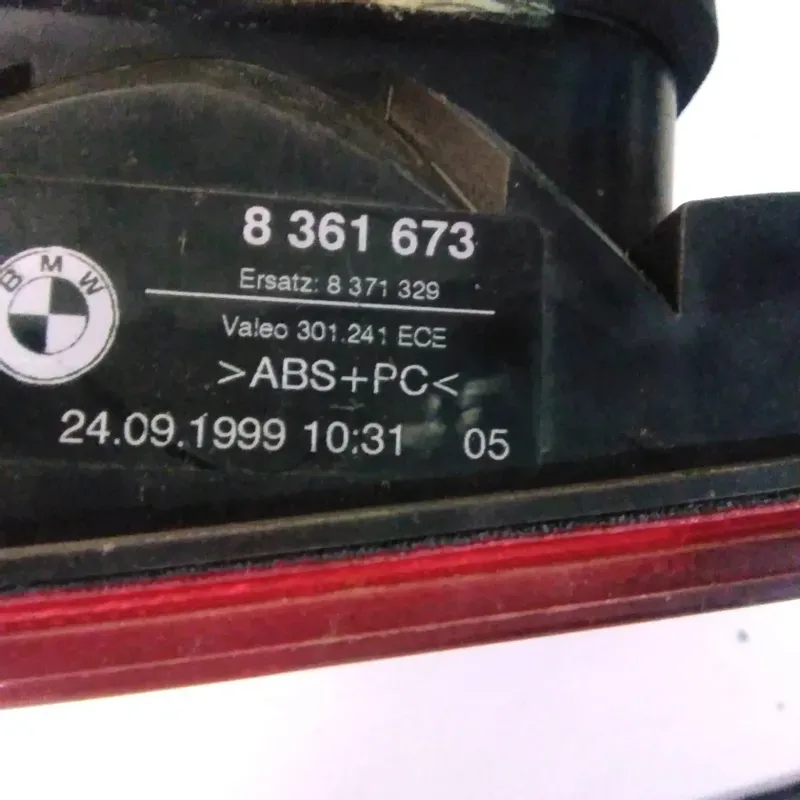 8 361 673
Ersatz: 8 371 329
BMW
Valeo 301.241 ECE
>ABS+PC<
24.09.1999 10:31 05